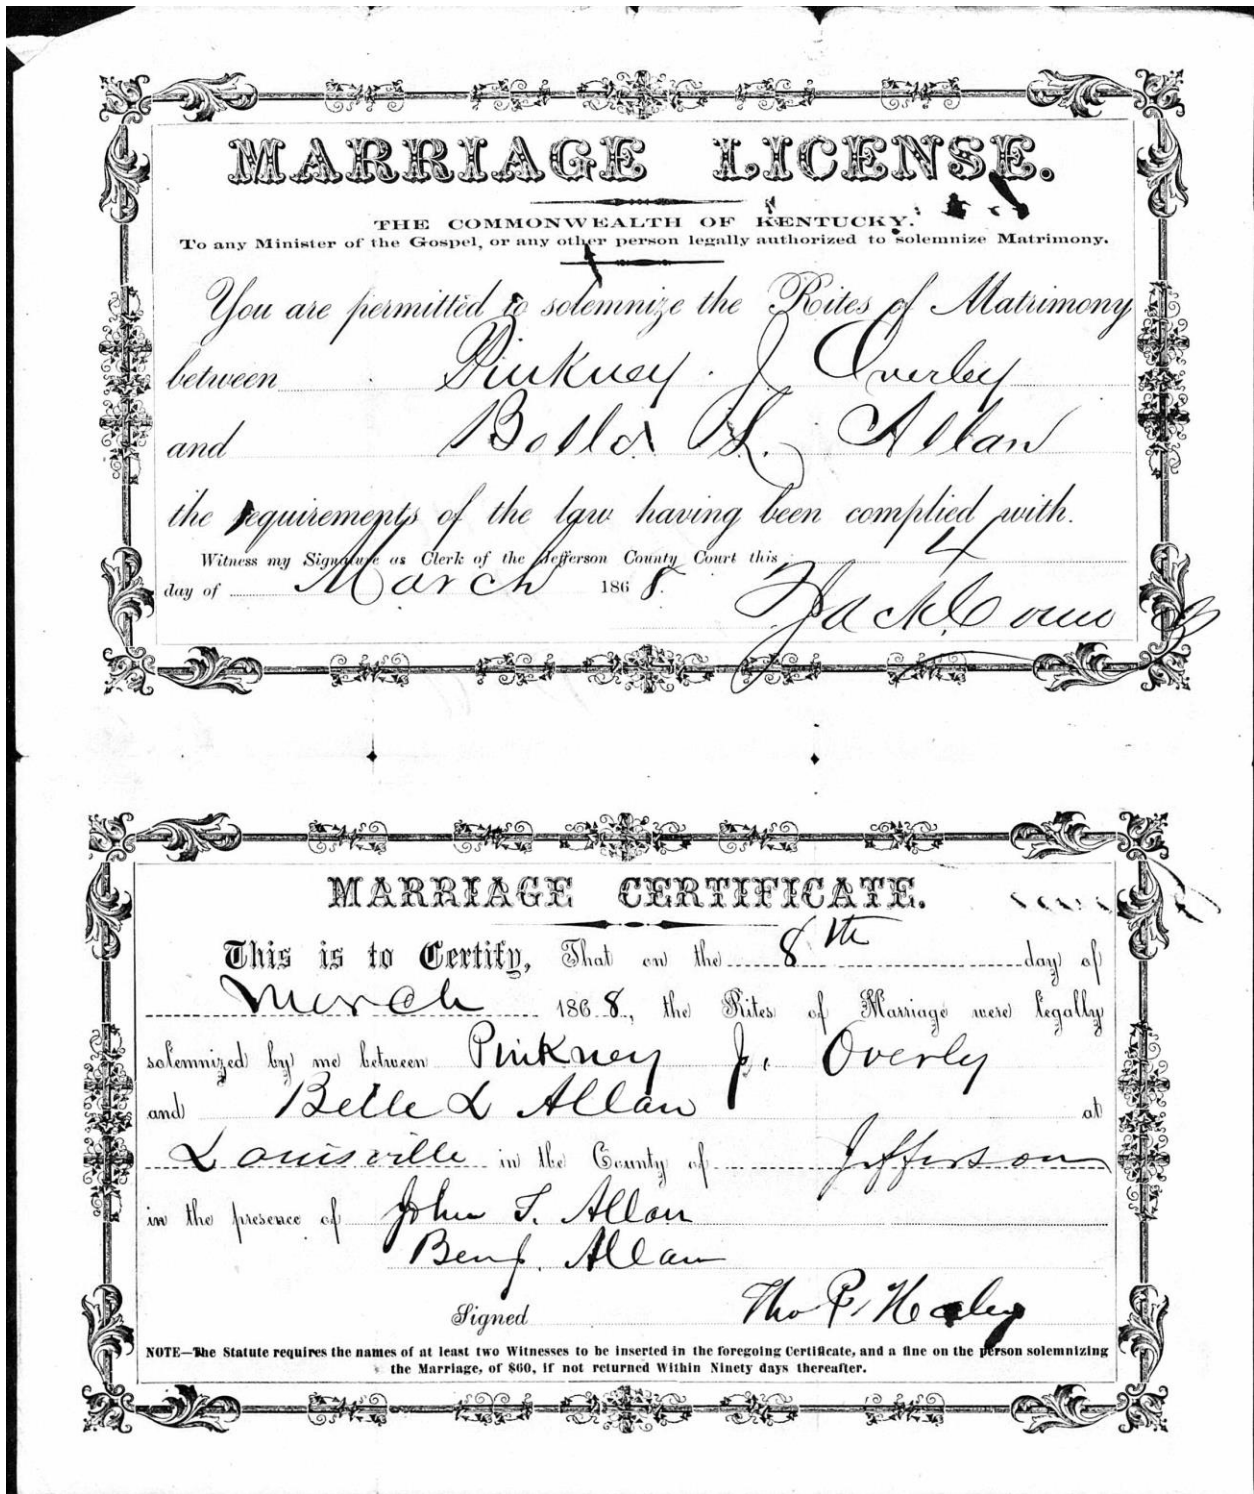 MARRIAGE LICENSE.
THE COMMONWEALTH OF KENTUCKY.
To any Minister of the Gospel, or any other person legally authorized to solemnize Matrimony.
You are permitted to solemnize the Rites of Matrimony
between Pinkney J Overly
and Bella L. Allan
the requirements of the law having been complied with.
Witness my Signature as Clerk of the Jefferson County Court this 4
day of March 1868.
MARRIAGE CERTIFICATE.
This is to Certify, That on the 8th day of
March 1868, the Rites of Marriage were legally
solemnized by me between Pinkney J. Overly
and Belle L Allan at
Louisville in the County of Jefferson
in the presence of John T. Allan
Benj. Allan
Signed Tho P. Healey
NOTE—The Statute requires the names of at least two Witnesses to be inserted in the foregoing Certificate, and a fine on the person solemnizing
the Marriage, of $60, if not returned Within Ninety days thereafter.